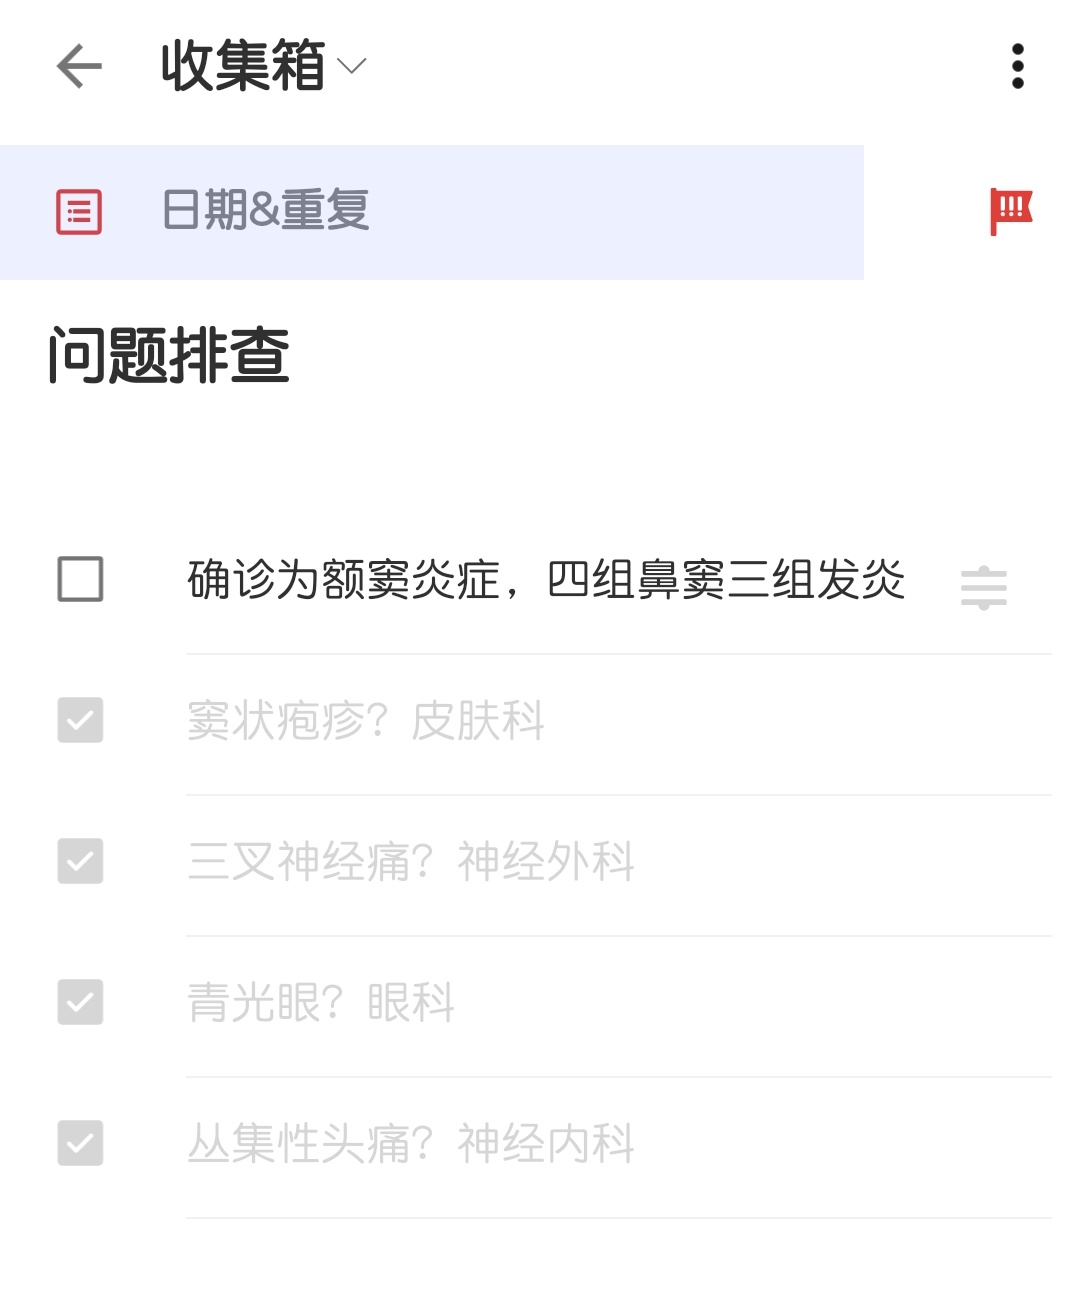 收集箱
日期&重复
问题排查
确诊为额窦炎症，四组鼻窦三组发炎
窦状疱疹？皮肤科
三叉神经痛？神经外科
青光眼？眼科
丛集性头痛？神经内科